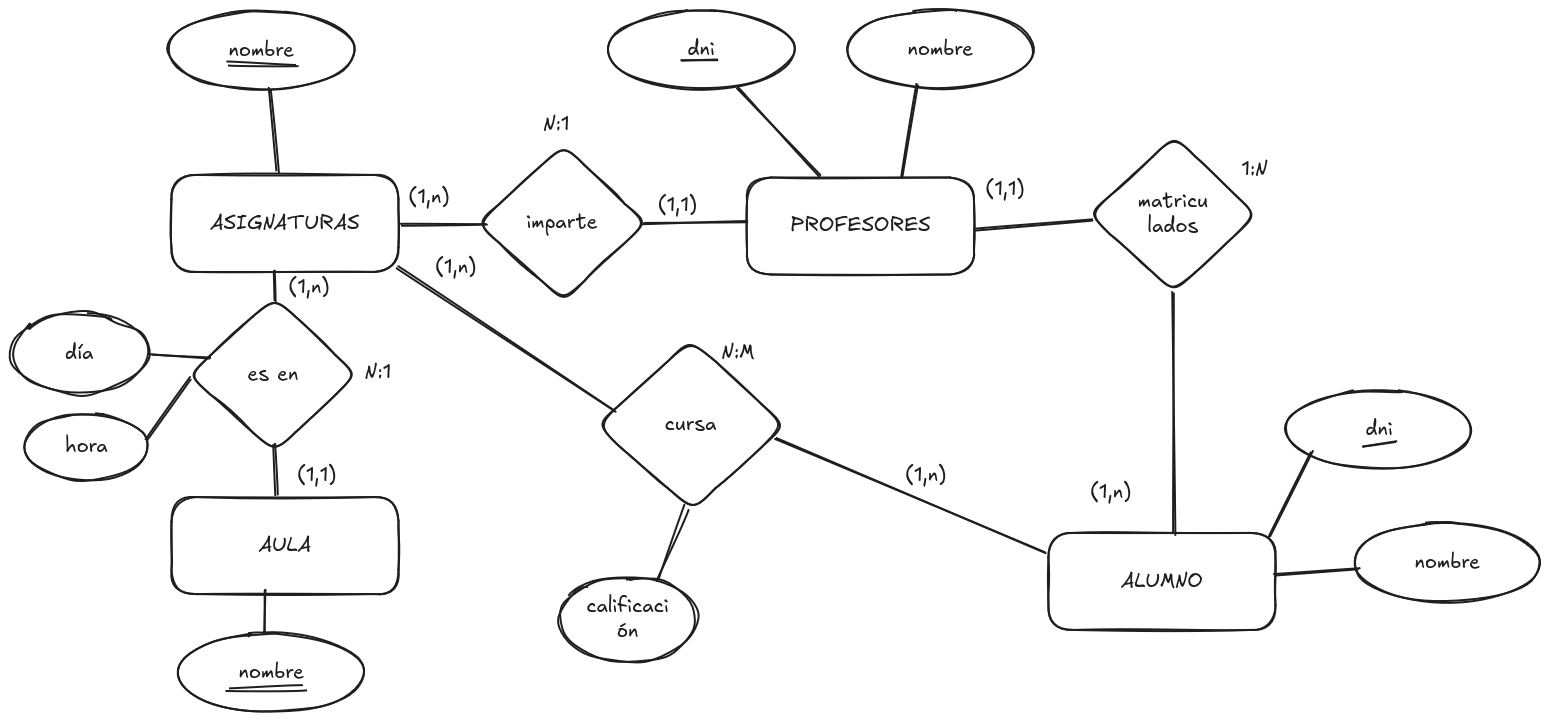 nombre
dni
nombre
N:1
1:N
(1,n)
(1,1)
(1,1)
ASIGNATURAS
imparte
PROFESORES
matricu
lados
(1,n)
(1,n)
día
es en
N:1
N:M
hora
cursa
dni
(1,1)
(1,n)
(1,n)
AULA
nombre
ALUMNO
calificaci
ón
nombre